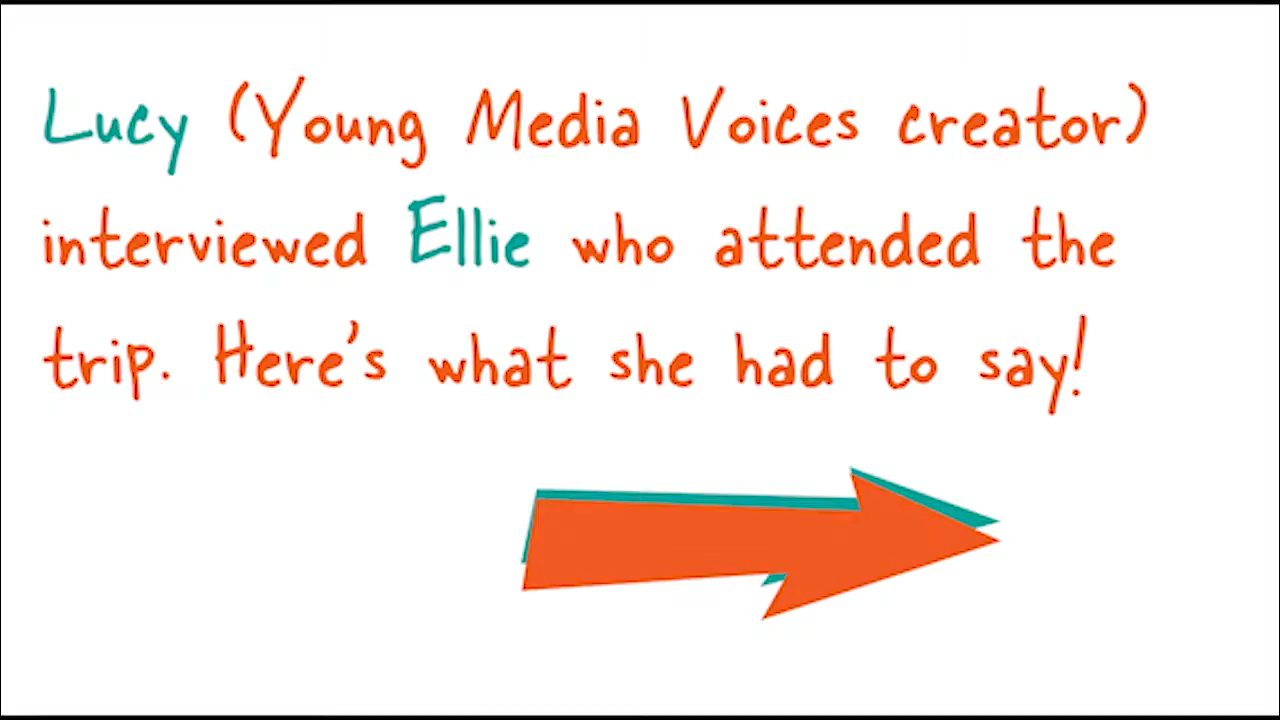 Lucy (Young Media Voices creator)
interviewed Ellie who attended the
trip. Here's what she had to say!